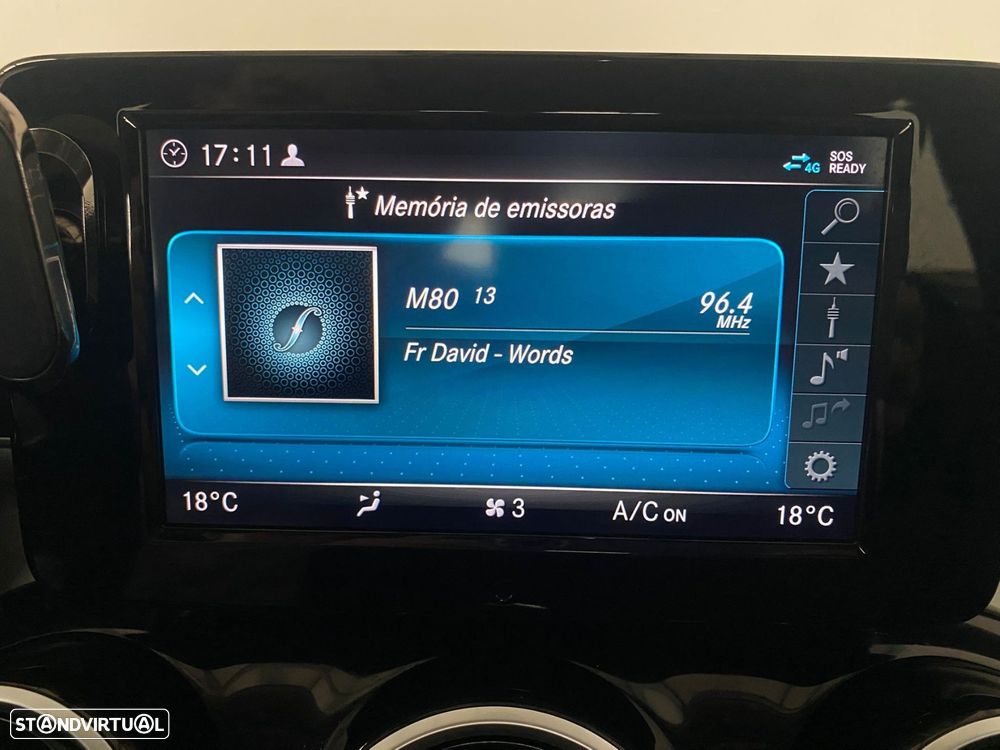 17:11
4G
SOS
READY
Memória de emissoras
M80 13
96.4
MHz
Fr David - Words
18°C
3
A/C ON
18°C
STANDVIRTUAL